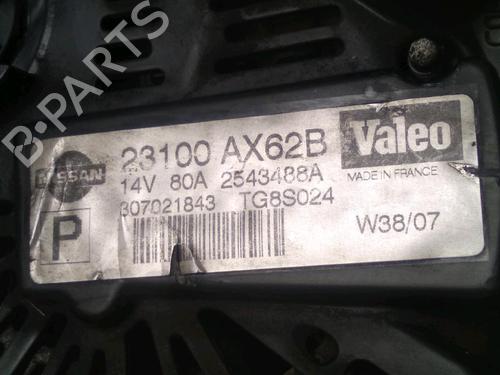 B-PARTS
NISSAN
23100 AX62B
Valeo
14V 80A 2543488A
MADE IN FRANCE
307021843 TG8S024
P
W38/07